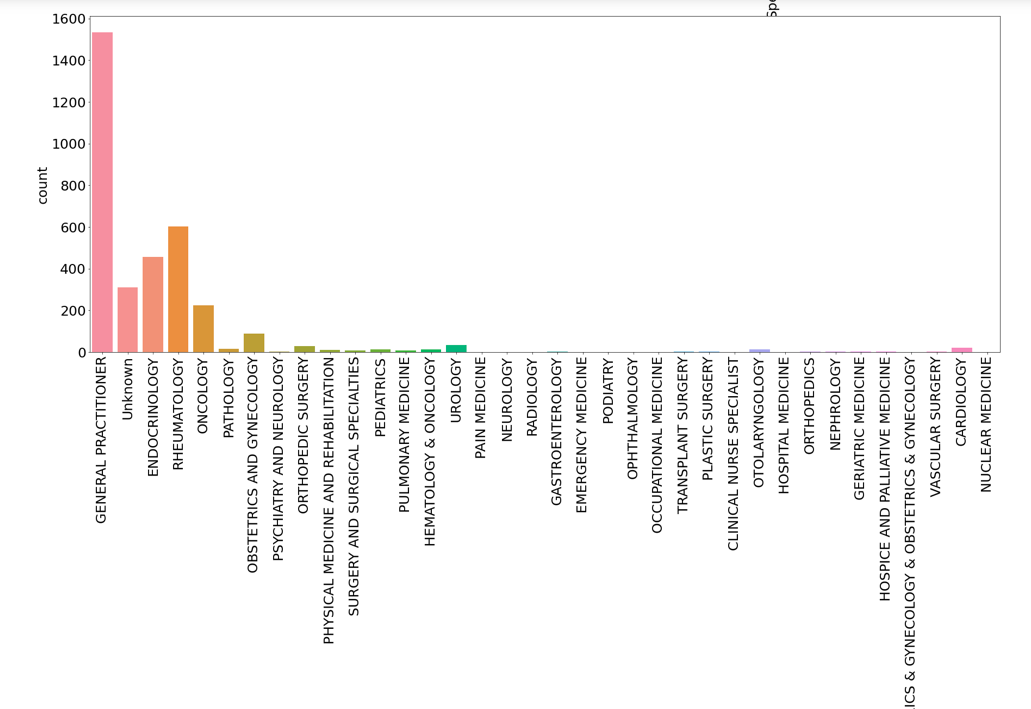 Spe
1600
1400
1200
1000
800
600
400
200
0
count
GENERAL PRACTITIONER
Unknown
ENDOCRINOLOGY
RHEUMATOLOGY
ONCOLOGY
PATHOLOGY
OBSTETRICS AND GYNECOLOGY
PSYCHIATRY AND NEUROLOGY
ORTHOPEDIC SURGERY
PHYSICAL MEDICINE AND REHABILITATION
SURGERY AND SURGICAL SPECIALTIES
PEDIATRICS
PULMONARY MEDICINE
HEMATOLOGY & ONCOLOGY
UROLOGY
PAIN MEDICINE
NEUROLOGY
RADIOLOGY
GASTROENTEROLOGY
EMERGENCY MEDICINE
PODIATRY
OPHTHALMOLOGY
OCCUPATIONAL MEDICINE
TRANSPLANT SURGERY
PLASTIC SURGERY
CLINICAL NURSE SPECIALIST
OTOLARYNGOLOGY
HOSPITAL MEDICINE
ORTHOPEDICS
NEPHROLOGY
GERIATRIC MEDICINE
HOSPICE AND PALLIATIVE MEDICINE
ICS & GYNECOLOGY & OBSTETRICS & GYNECOLOGY
VASCULAR SURGERY
CARDIOLOGY
NUCLEAR MEDICINE